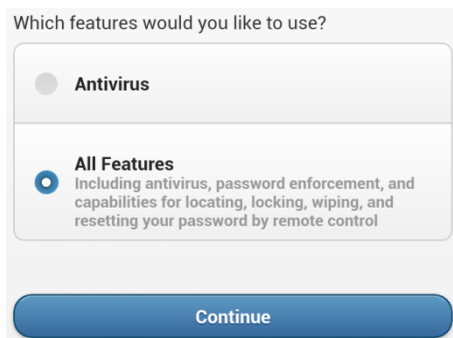 Which features would you like to use?
Antivirus
All Features
Including antivirus, password enforcement, and
capabilities for locating, locking, wiping, and
resetting your password by remote control
Continue